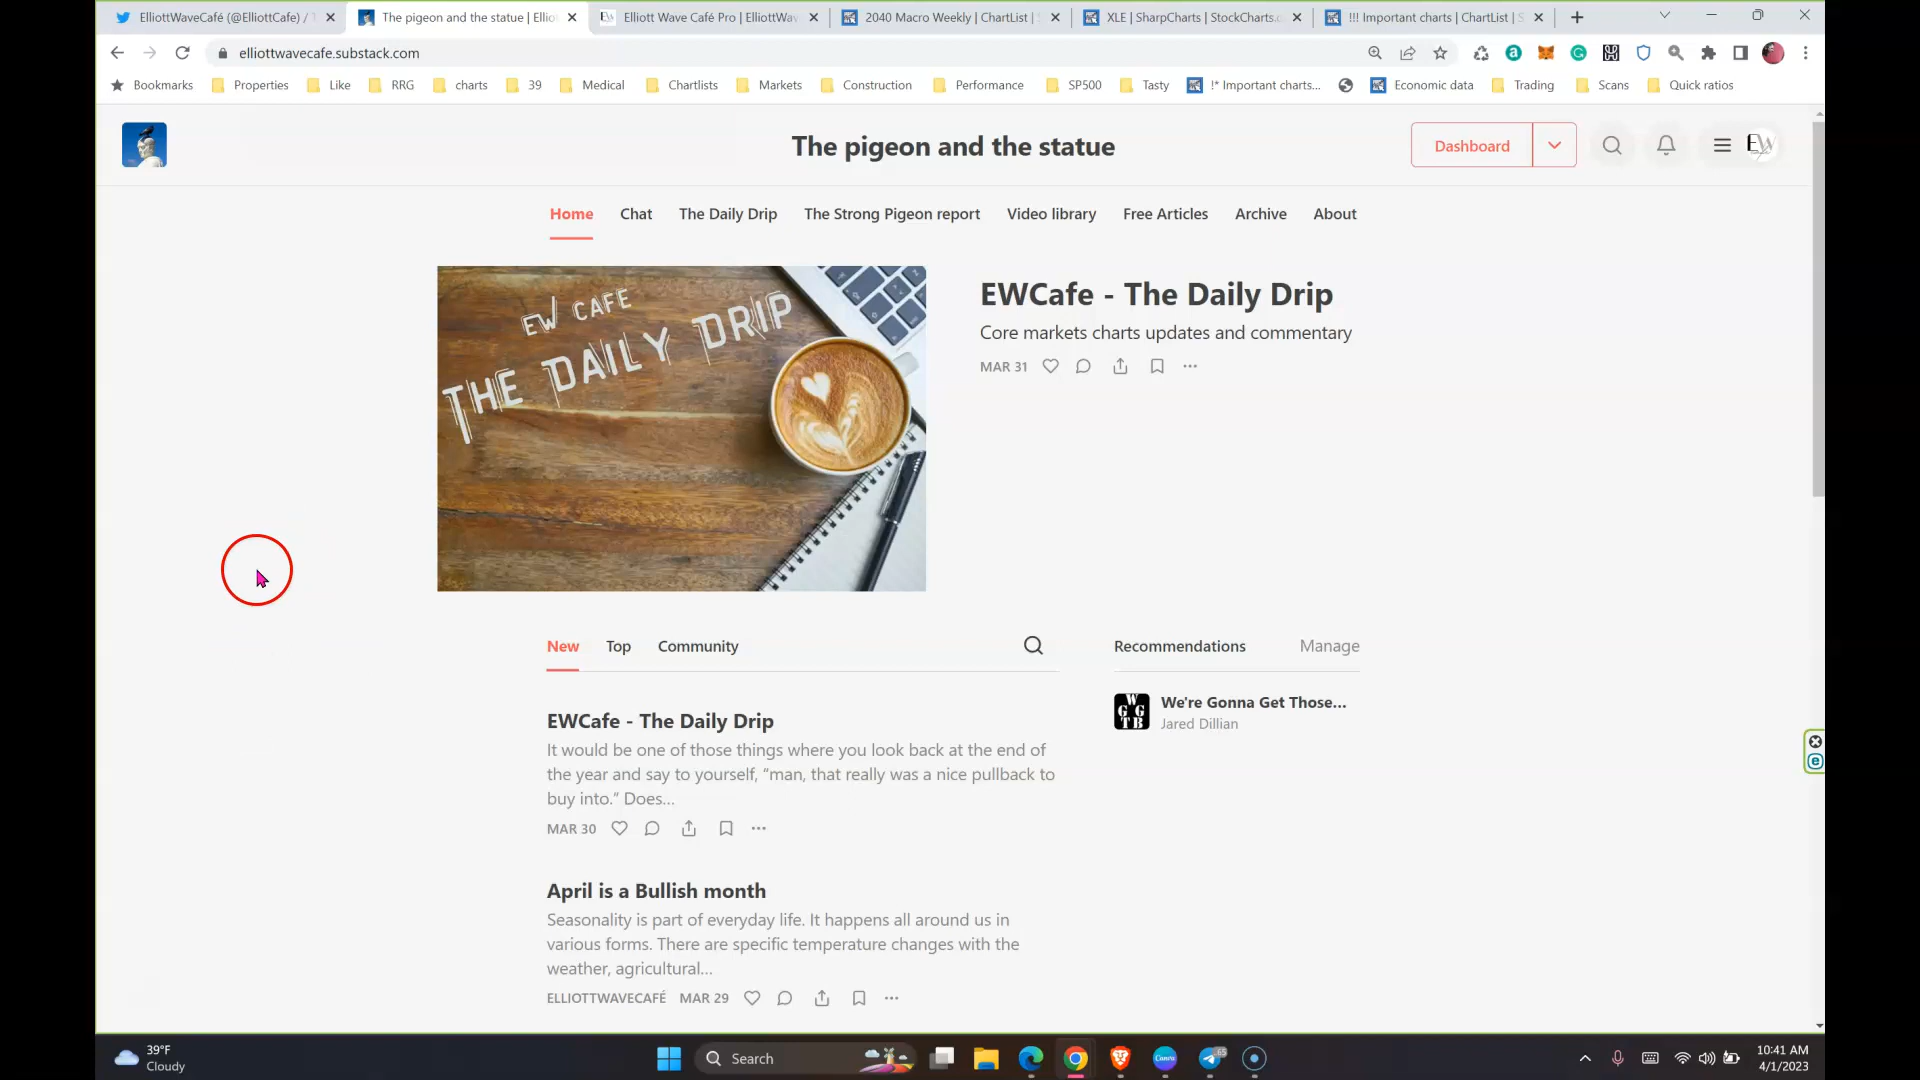 ElliottWaveCafé (@ElliottCafe) / T
The pigeon and the statue | Ellio
Elliott Wave Café Pro | ElliottWav
2040 Macro Weekly | ChartList | S
XLE | SharpCharts | StockCharts.c
!!! Important charts | ChartList | S
elliottwavecafe.substack.com
Bookmarks
Properties
Like
RRG
charts
39
Medical
Chartlists
Markets
Construction
Performance
SP500
Tasty
!* Important charts...
Economic data
Trading
Scans
Quick ratios
The pigeon and the statue
Dashboard
EW
Home
Chat
The Daily Drip
The Strong Pigeon report
Video library
Free Articles
Archive
About
EW CAFE
THE DAILY DRIP
EWCafe - The Daily Drip
Core markets charts updates and commentary
MAR 31
New
Top
Community
Recommendations
Manage
WGGTB
We're Gonna Get Those...
Jared Dillian
EWCafe - The Daily Drip
It would be one of those things where you look back at the end of
the year and say to yourself, “man, that really was a nice pullback to
buy into.” Does...
MAR 30
April is a Bullish month
Seasonality is part of everyday life. It happens all around us in
various forms. There are specific temperature changes with the
weather, agricultural...
ELLIOTTWAVECAFÉ MAR 29
39°F
Cloudy
Search
Canva
65
10:41 AM
4/1/2023